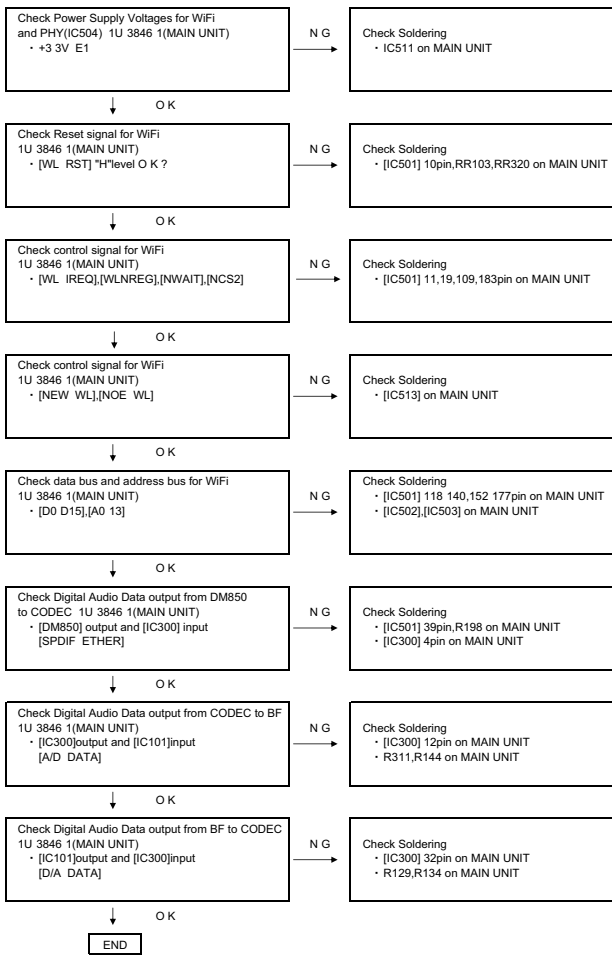 Check Power Supply Voltages for WiFi
and PHY(IC504) 1U 3846 1(MAIN UNIT)
・ +3 3V E1
N G
Check Soldering
・ IC511 on MAIN UNIT
O K
Check Reset signal for WiFi
1U 3846 1(MAIN UNIT)
・ [WL RST] "H"level O K ?
N G
Check Soldering
・ [IC501] 10pin,RR103,RR320 on MAIN UNIT
O K
Check control signal for WiFi
1U 3846 1(MAIN UNIT)
・ [WL IREQ],[WLNREG],[NWAIT],[NCS2]
N G
Check Soldering
・ [IC501] 11,19,109,183pin on MAIN UNIT
O K
Check control signal for WiFi
1U 3846 1(MAIN UNIT)
・ [NEW WL],[NOE WL]
N G
Check Soldering
・ [IC513] on MAIN UNIT
O K
Check data bus and address bus for WiFi
1U 3846 1(MAIN UNIT)
・ [D0 D15],[A0 13]
N G
Check Soldering
・ [IC501] 118 140,152 177pin on MAIN UNIT
・ [IC502],[IC503] on MAIN UNIT
O K
Check Digital Audio Data output from DM850
to CODEC 1U 3846 1(MAIN UNIT)
・ [DM850] output and [IC300] input
[SPDIF ETHER]
N G
Check Soldering
・ [IC501] 39pin,R198 on MAIN UNIT
・ [IC300] 4pin on MAIN UNIT
O K
Check Digital Audio Data output from CODEC to BF
1U 3846 1(MAIN UNIT)
・ [IC300]output and [IC101]input
[A/D DATA]
N G
Check Soldering
・ [IC300] 12pin on MAIN UNIT
・ R311,R144 on MAIN UNIT
O K
Check Digital Audio Data output from BF to CODEC
1U 3846 1(MAIN UNIT)
・ [IC101]output and [IC300]input
[D/A DATA]
N G
Check Soldering
・ [IC300] 32pin on MAIN UNIT
・ R129,R134 on MAIN UNIT
O K
END